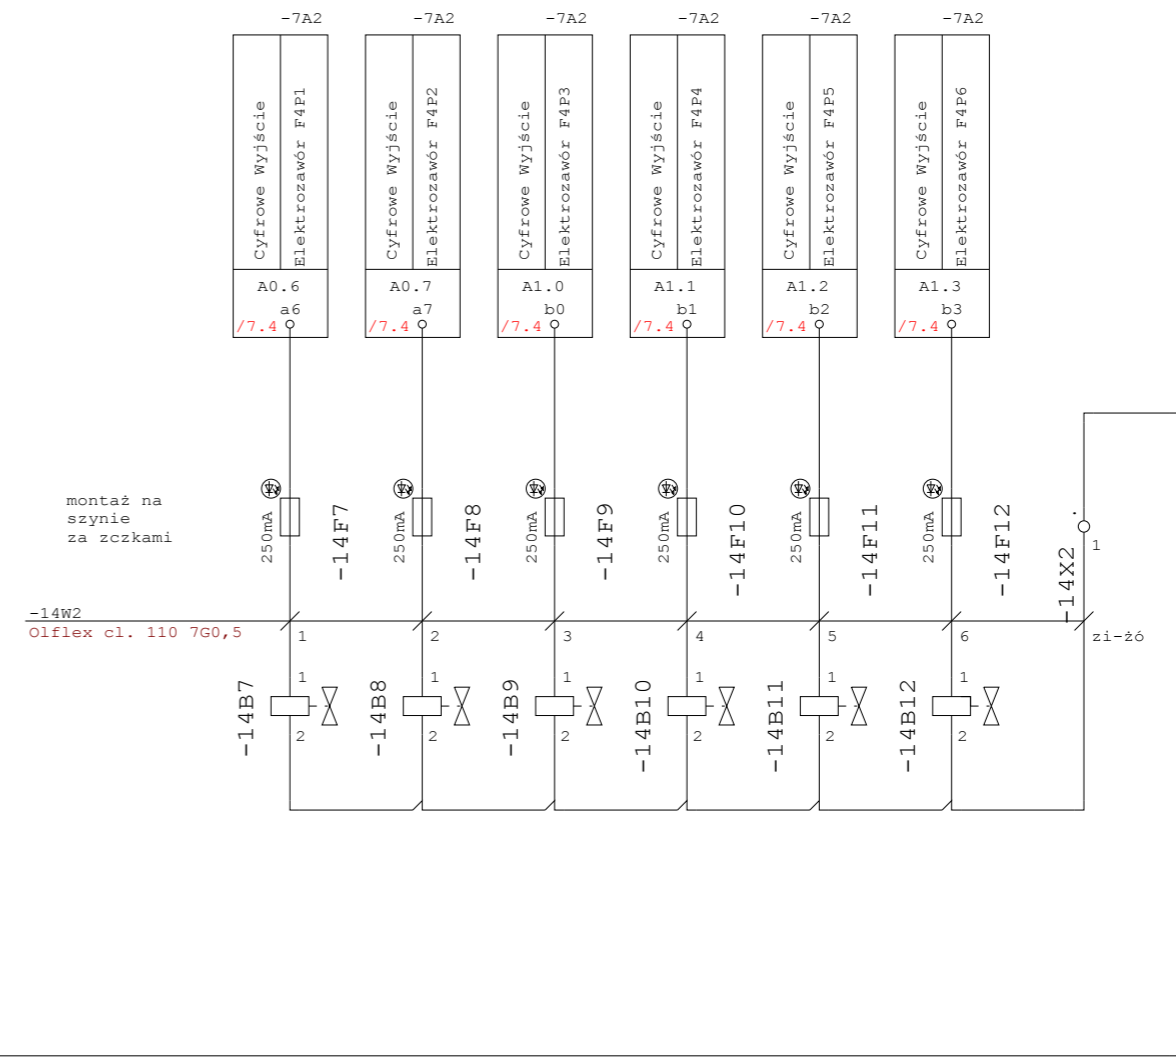 -7A2 -7A2 -7A2 -7A2 -7A2 -7A2
Cyfrowe Wyjście
Elektrozawór F4P1
Cyfrowe Wyjście
Elektrozawór F4P2
Cyfrowe Wyjście
Elektrozawór F4P3
Cyfrowe Wyjście
Elektrozawór F4P4
Cyfrowe Wyjście
Elektrozawór F4P5
Cyfrowe Wyjście
Elektrozawór F4P6
A0.6 A0.7 A1.0 A1.1 A1.2 A1.3
a6 a7 b0 b1 b2 b3
/7.4 /7.4 /7.4 /7.4 /7.4 /7.4
montaż na
szynie
za zczkami
250mA
-14F7
250mA
-14F8
250mA
-14F9
250mA
-14F10
250mA
-14F11
250mA
-14F12
.
1
-14X2
-14W2
Olflex cl. 110 7G0,5
1 2 3 4 5 6 zi-żó
-14B7
1
2
-14B8
1
2
-14B9
1
2
-14B10
1
2
-14B11
1
2
-14B12
1
2